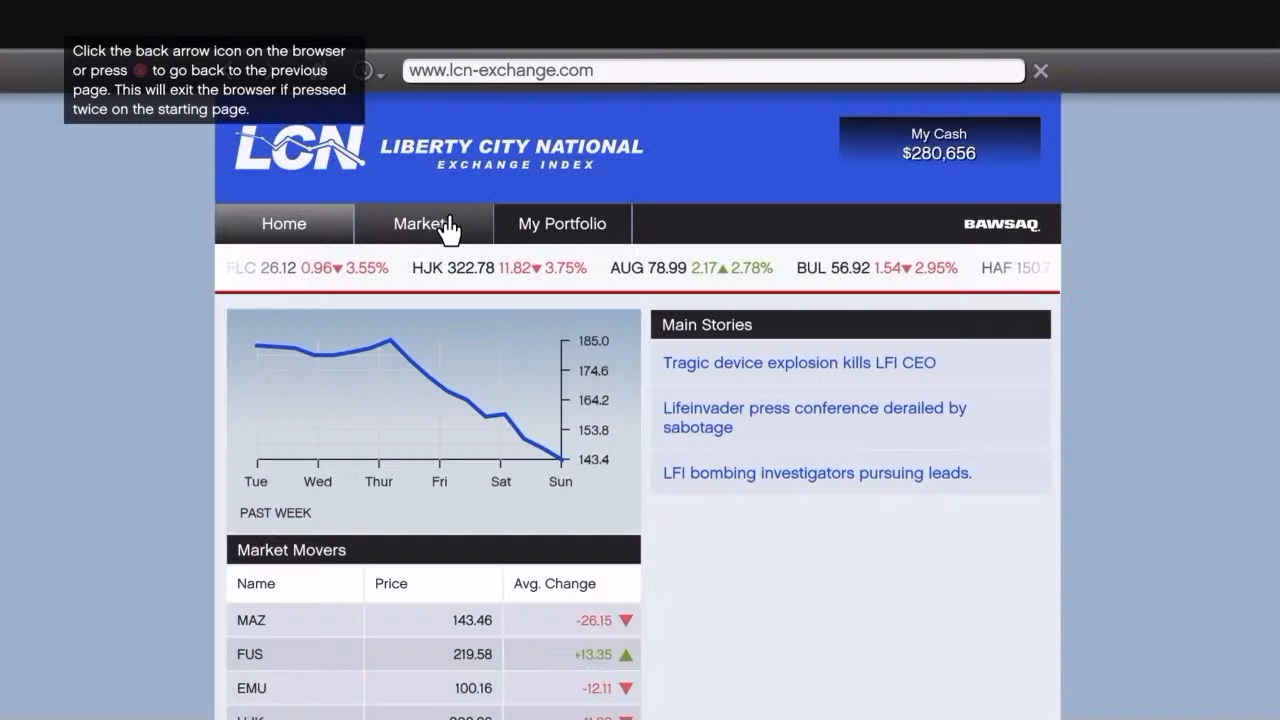 Click the back arrow icon on the browser
or press to go back to the previous
page. This will exit the browser if pressed
twice on the starting page.
www.lcn-exchange.com
LCN LIBERTY CITY NATIONAL
EXCHANGE INDEX
My Cash
$280,656
Home Market My Portfolio BAWSAQ
FLC 26.12 0.96▼ 3.55% HJK 322.78 11.82▼ 3.75% AUG 78.99 2.17▲ 2.78% BUL 56.92 1.54▼ 2.95% HAF 150.7
185.0
174.6
164.2
153.8
143.4
Tue Wed Thur Fri Sat Sun
PAST WEEK
Main Stories
Tragic device explosion kills LFI CEO
Lifeinvader press conference derailed by
sabotage
LFI bombing investigators pursuing leads.
Market Movers
Name Price Avg. Change
MAZ 143.46 -26.15 ▼
FUS 219.58 +13.35 ▲
EMU 100.16 -12.11 ▼